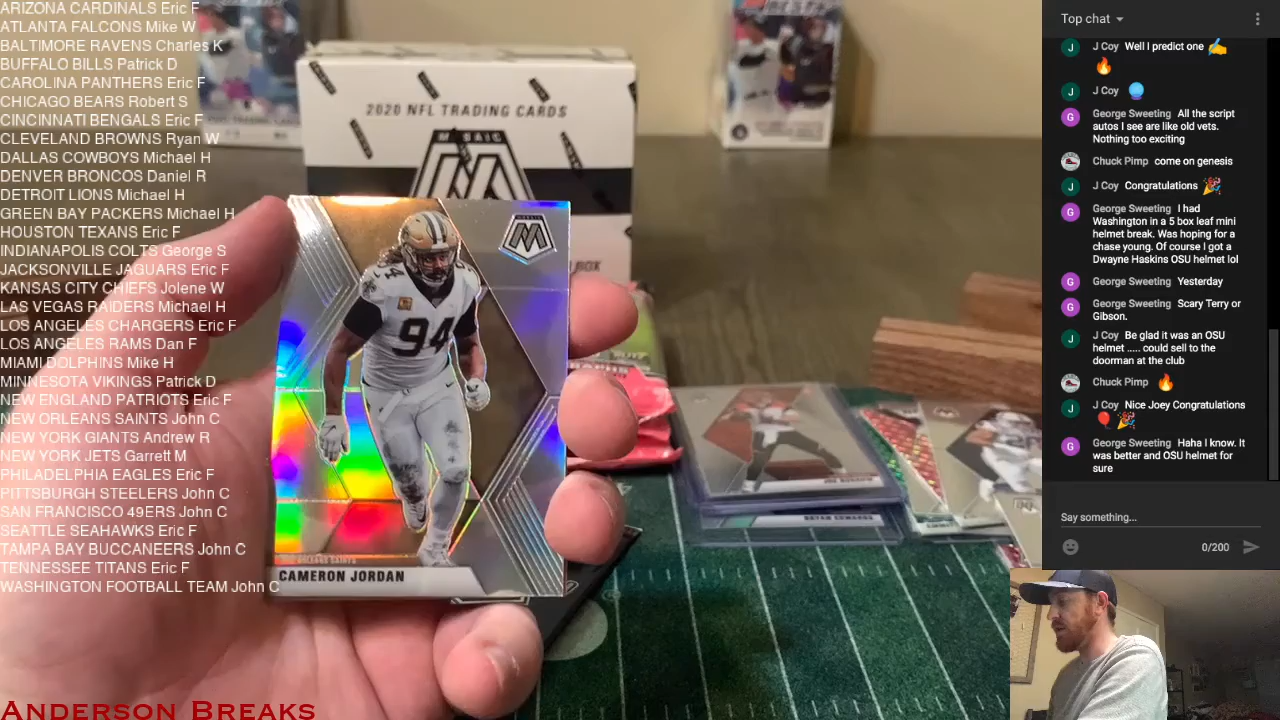 ARIZONA CARDINALS Eric F
ATLANTA FALCONS Mike W
BALTIMORE RAVENS Charles K
BUFFALO BILLS Patrick D
CAROLINA PANTHERS Eric F
CHICAGO BEARS Robert S
CINCINNATI BENGALS Eric F
CLEVELAND BROWNS Ryan W
DALLAS COWBOYS Michael H
DENVER BRONCOS Daniel R
DETROIT LIONS Michael H
GREEN BAY PACKERS Michael H
HOUSTON TEXANS Eric F
INDIANAPOLIS COLTS George S
JACKSONVILLE JAGUARS Eric F
KANSAS CITY CHIEFS Jolene W
LAS VEGAS RAIDERS Michael H
LOS ANGELES CHARGERS Eric F
LOS ANGELES RAMS Dan F
MIAMI DOLPHINS Mike H
MINNESOTA VIKINGS Patrick D
NEW ENGLAND PATRIOTS Eric F
NEW ORLEANS SAINTS John C
NEW YORK GIANTS Andrew R
NEW YORK JETS Garrett M
PHILADELPHIA EAGLES Eric F
PITTSBURGH STEELERS John C
SAN FRANCISCO 49ERS John C
SEATTLE SEAHAWKS Eric F
TAMPA BAY BUCCANEERS John C
TENNESSEE TITANS Eric F
WASHINGTON FOOTBALL TEAM John C
ANDERSON BREAKS
2020 NFL TRADING CARDS
MOSAIC
BOX
94
CAMERON JORDAN
Top chat
J Coy Well I predict one ✍️
🔥
J Coy 🔮
George Sweeting All the script
autos I see are like old vets.
Nothing too exciting
Chuck Pimp come on genesis
J Coy Congratulations 🎉
George Sweeting I had
Washington in a 5 box leaf mini
helmet break. Was hoping for a
chase young. Of course I got a
Dwayne Haskins OSU helmet lol
George Sweeting Yesterday
George Sweeting Scary Terry or
Gibson.
J Coy Be glad it was an OSU
helmet ..... could sell to the
doorman at the club
Chuck Pimp 🔥
J Coy Nice Joey Congratulations
🎈 🎉
George Sweeting Haha I know. It
was better and OSU helmet for
sure
Say something...
0/200